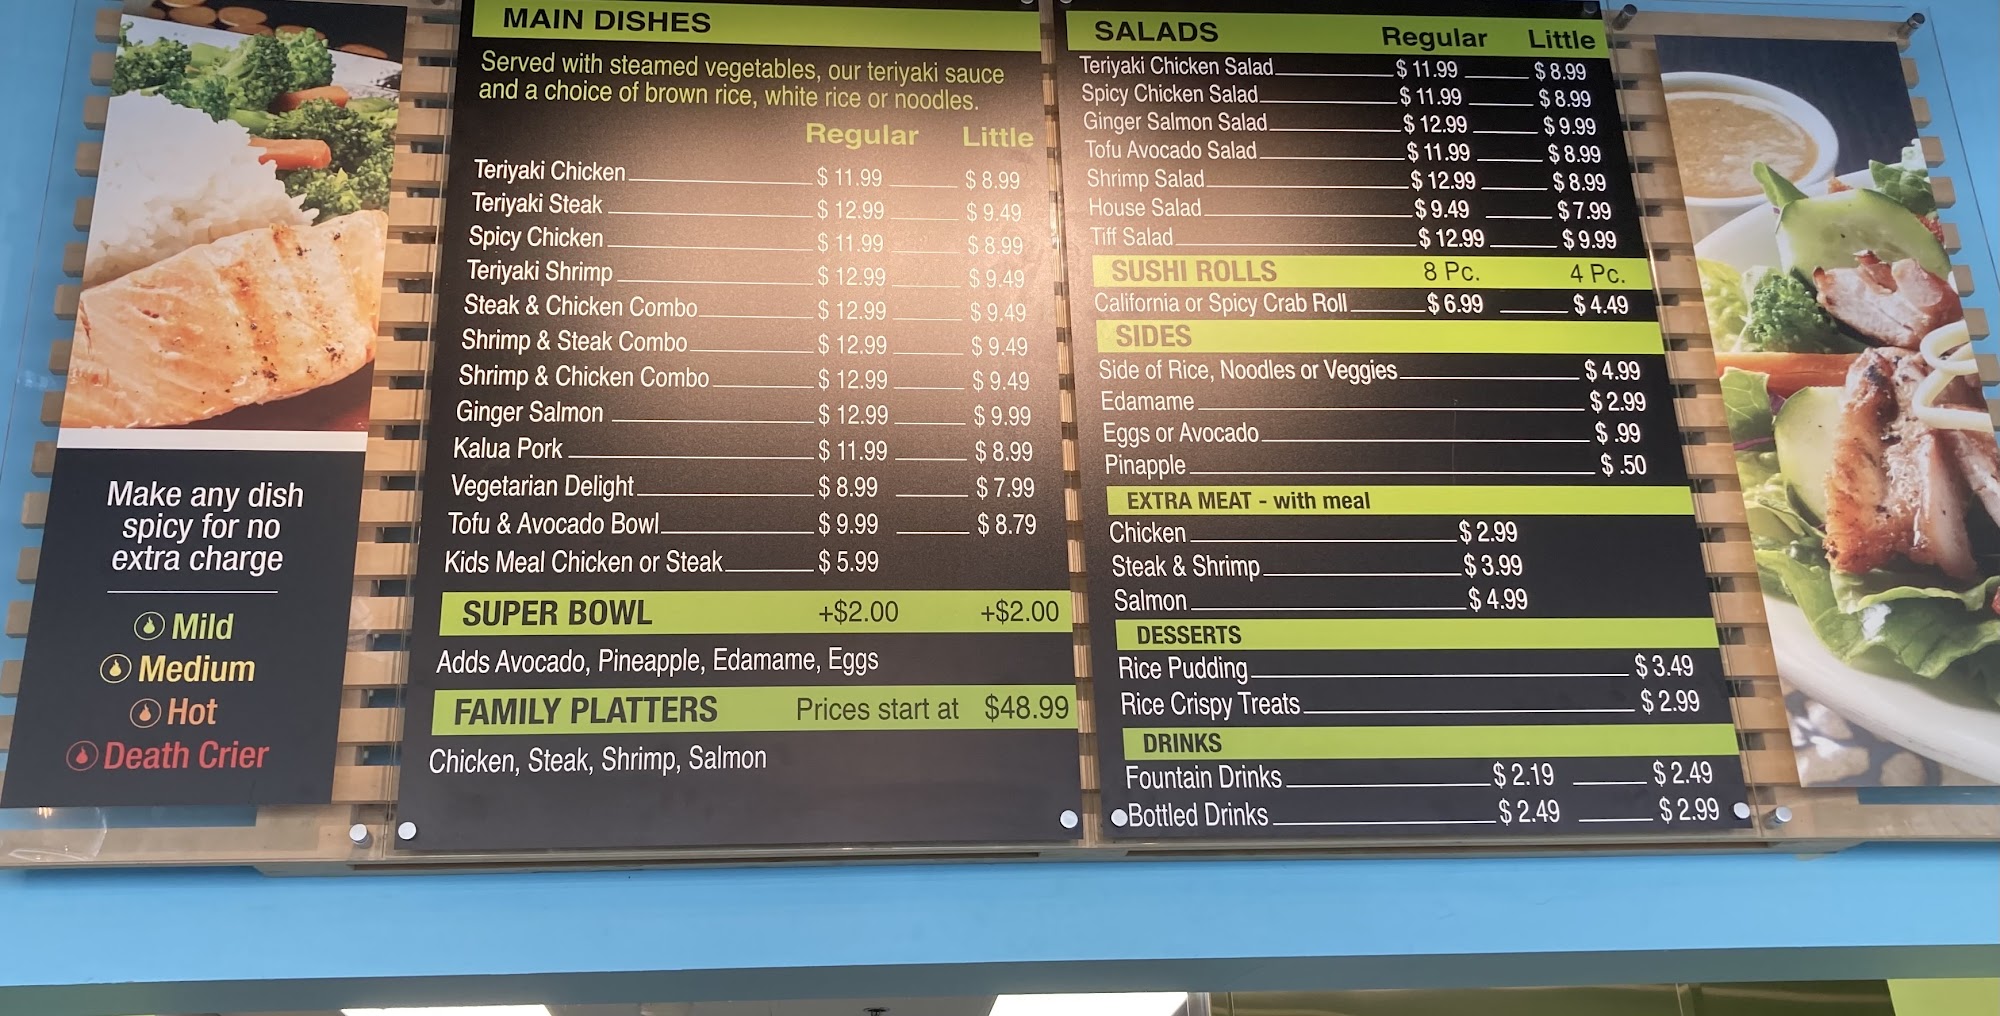 Make any dish
spicy for no
extra charge
Mild
Medium
Hot
Death Crier
MAIN DISHES
Served with steamed vegetables, our teriyaki sauce
and a choice of brown rice, white rice or noodles.
Regular Little
Teriyaki Chicken $ 11.99 $ 8.99
Teriyaki Steak $ 12.99 $ 9.49
Spicy Chicken $ 11.99 $ 8.99
Teriyaki Shrimp $ 12.99 $ 9.49
Steak & Chicken Combo $ 12.99 $ 9.49
Shrimp & Steak Combo $ 12.99 $ 9.49
Shrimp & Chicken Combo $ 12.99 $ 9.49
Ginger Salmon $ 12.99 $ 9.99
Kalua Pork $ 11.99 $ 8.99
Vegetarian Delight $ 8.99 $ 7.99
Tofu & Avocado Bowl $ 9.99 $ 8.79
Kids Meal Chicken or Steak $ 5.99
SUPER BOWL +$2.00 +$2.00
Adds Avocado, Pineapple, Edamame, Eggs
FAMILY PLATTERS Prices start at $48.99
Chicken, Steak, Shrimp, Salmon
SALADS Regular Little
Teriyaki Chicken Salad $ 11.99 $ 8.99
Spicy Chicken Salad $ 11.99 $ 8.99
Ginger Salmon Salad $ 12.99 $ 9.99
Tofu Avocado Salad $ 11.99 $ 8.99
Shrimp Salad $ 12.99 $ 8.99
House Salad $ 9.49 $ 7.99
Tiff Salad $ 12.99 $ 9.99
SUSHI ROLLS 8 Pc. 4 Pc.
California or Spicy Crab Roll $ 6.99 $ 4.49
SIDES
Side of Rice, Noodles or Veggies $ 4.99
Edamame $ 2.99
Eggs or Avocado $ .99
Pinapple $ .50
EXTRA MEAT - with meal
Chicken $ 2.99
Steak & Shrimp $ 3.99
Salmon $ 4.99
DESSERTS
Rice Pudding $ 3.49
Rice Crispy Treats $ 2.99
DRINKS
Fountain Drinks $ 2.19 $ 2.49
Bottled Drinks $ 2.49 $ 2.99